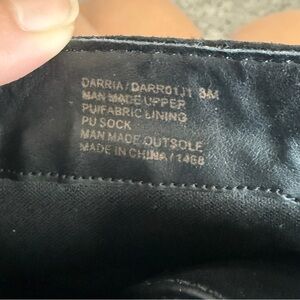 DARRIA / DARR01J1 8M
MAN MADE UPPER
PU/FABRIC LINING
PU SOCK
MAN MADE OUTSOLE
MADE IN CHINA / 1468